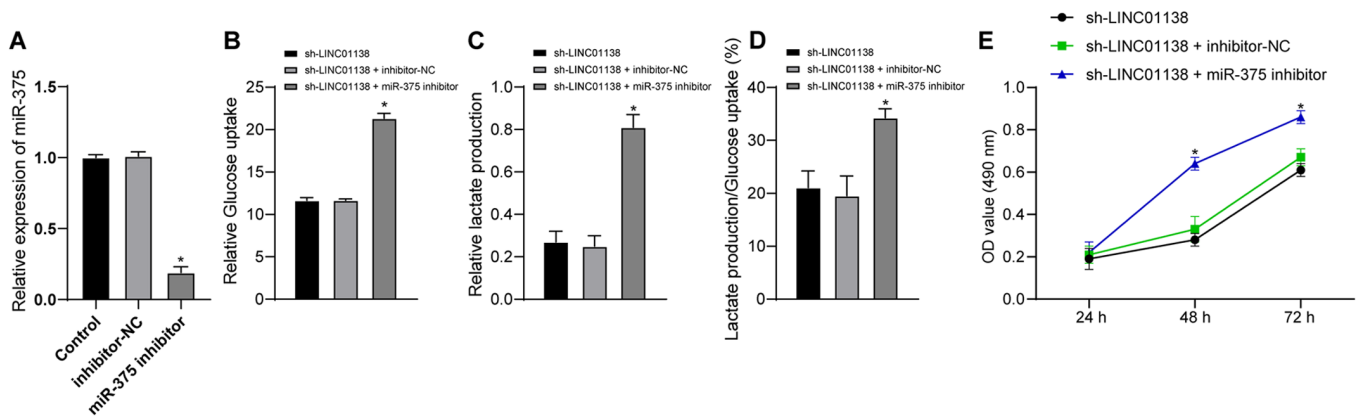 A
Relative expression of miR-375
1.5
1.0
0.5
0.0
*
Control
inhibitor-NC
miR-375 inhibitor
B
sh-LINC01138
sh-LINC01138 + inhibitor-NC
sh-LINC01138 + miR-375 inhibitor
Relative Glucose uptake
25
20
15
10
5
0
*
C
sh-LINC01138
sh-LINC01138 + inhibitor-NC
sh-LINC01138 + miR-375 inhibitor
Relative lactate production
1.0
0.8
0.6
0.4
0.2
0.0
*
D
sh-LINC01138
sh-LINC01138 + inhibitor-NC
sh-LINC01138 + miR-375 inhibitor
Lactate production/Glucose uptake (%)
40
30
20
10
0
*
E
sh-LINC01138
sh-LINC01138 + inhibitor-NC
sh-LINC01138 + miR-375 inhibitor
OD value (490 nm)
1.0
0.8
0.6
0.4
0.2
0.0
*
*
24 h
48 h
72 h